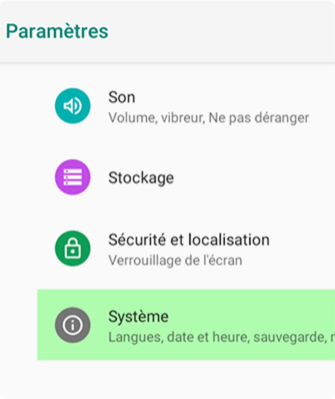 Paramètres
Son
Volume, vibreur, Ne pas déranger
Stockage
Sécurité et localisation
Verrouillage de l'écran
Système
Langues, date et heure, sauvegarde,